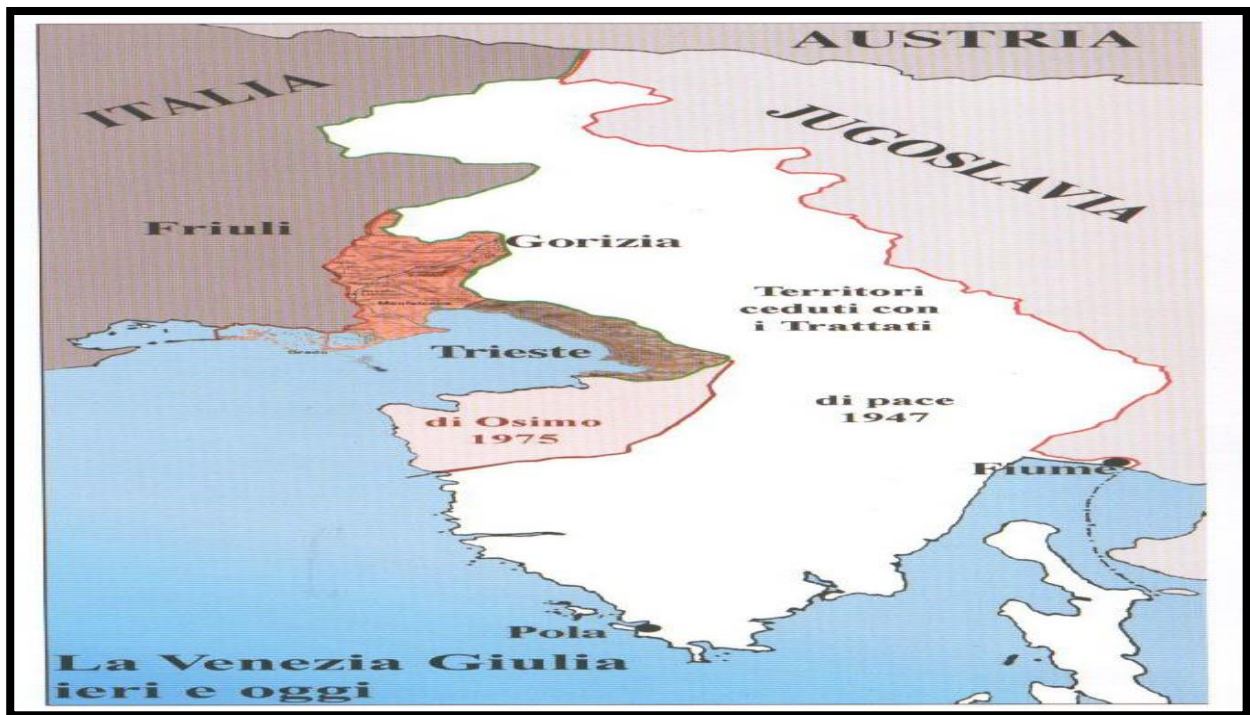 AUSTRIA
ITALIA
JUGOSLAVIA
Friuli
Gorizia
Territori
ceduti con
i Trattati
Trieste
Grado
di pace
1947
di Osimo
1975
Fiume
Pola
La Venezia Giulia
ieri e oggi